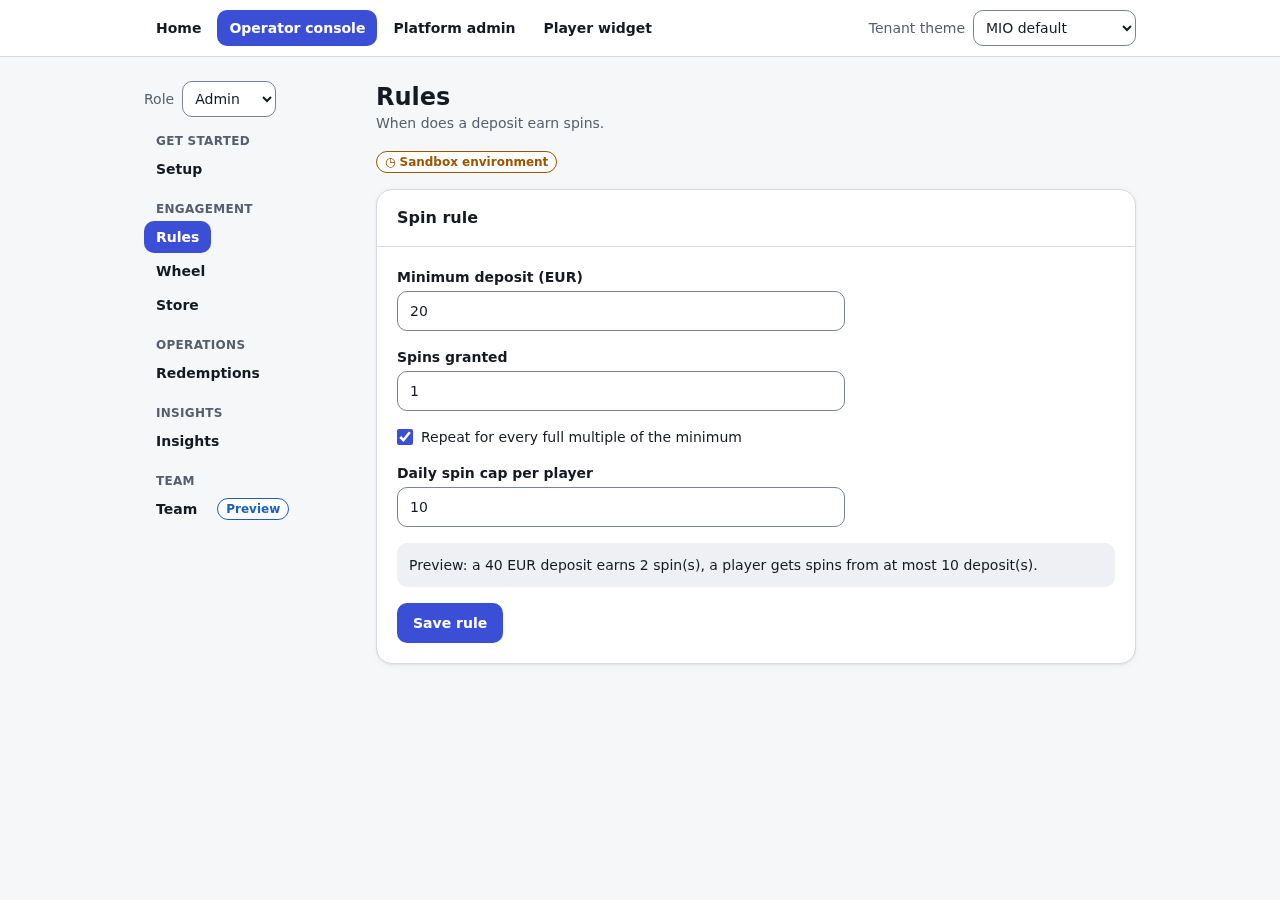 Home Operator console Platform admin Player widget Tenant theme MIO default
Role Admin
GET STARTED
Setup
ENGAGEMENT
Rules
Wheel
Store
OPERATIONS
Redemptions
INSIGHTS
Insights
TEAM
Team Preview
Rules
When does a deposit earn spins.
Sandbox environment
Spin rule
Minimum deposit (EUR)
20
Spins granted
1
Repeat for every full multiple of the minimum
Daily spin cap per player
10
Preview: a 40 EUR deposit earns 2 spin(s), a player gets spins from at most 10 deposit(s).
Save rule